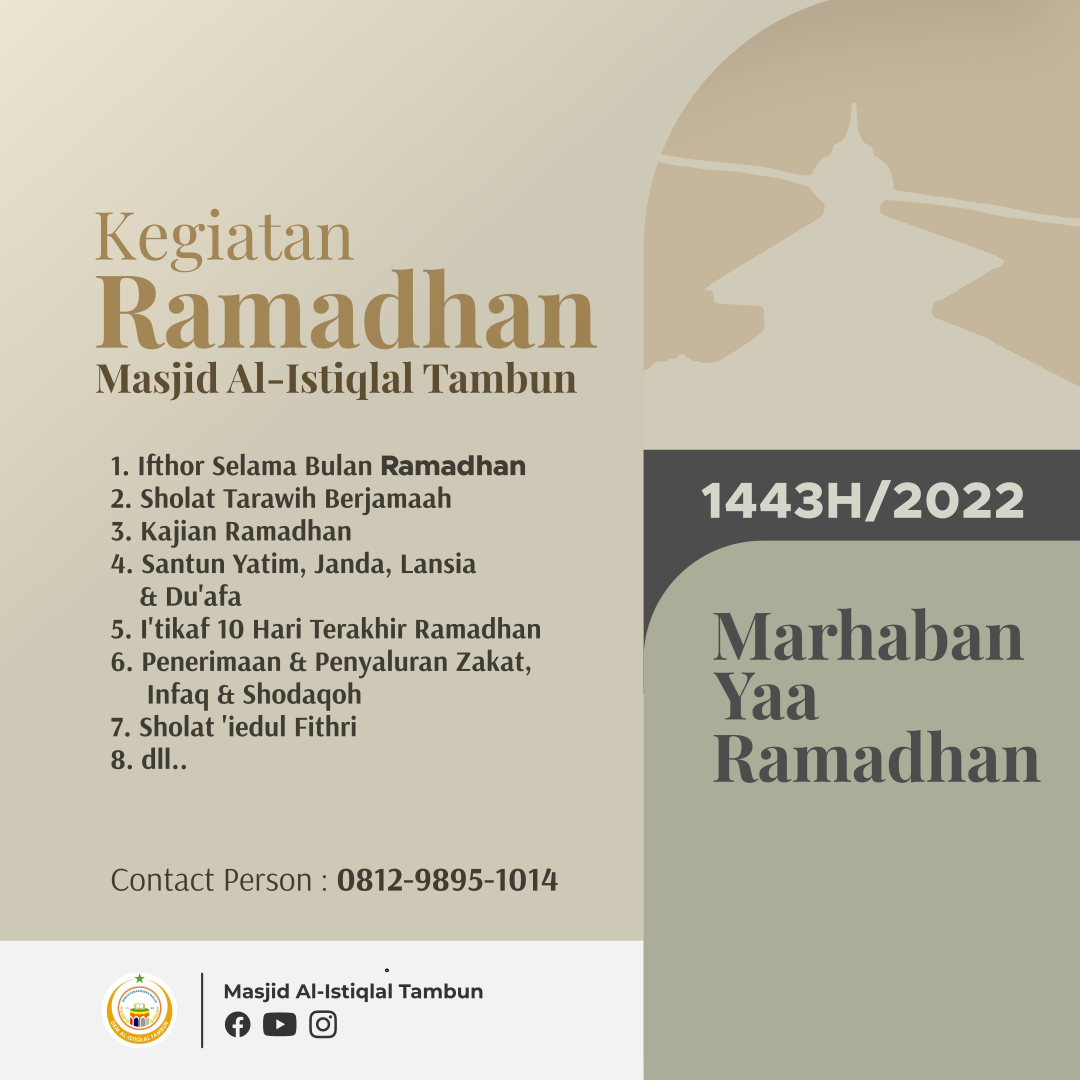 Kegiatan
Ramadhan
Masjid Al-Istiqlal Tambun
1. Ifthor Selama Bulan Ramadhan
2. Sholat Tarawih Berjamaah
3. Kajian Ramadhan
4. Santun Yatim, Janda, Lansia
& Du'afa
5. I'tikaf 10 Hari Terakhir Ramadhan
6. Penerimaan & Penyaluran Zakat,
Infaq & Shodaqoh
7. Sholat 'iedul Fithri
8. dll..
Contact Person : 0812-9895-1014
1443H/2022
Marhaban
Yaa
Ramadhan
Masjid Al-Istiqlal Tambun
AL-ISTIQLAL TAMBUN